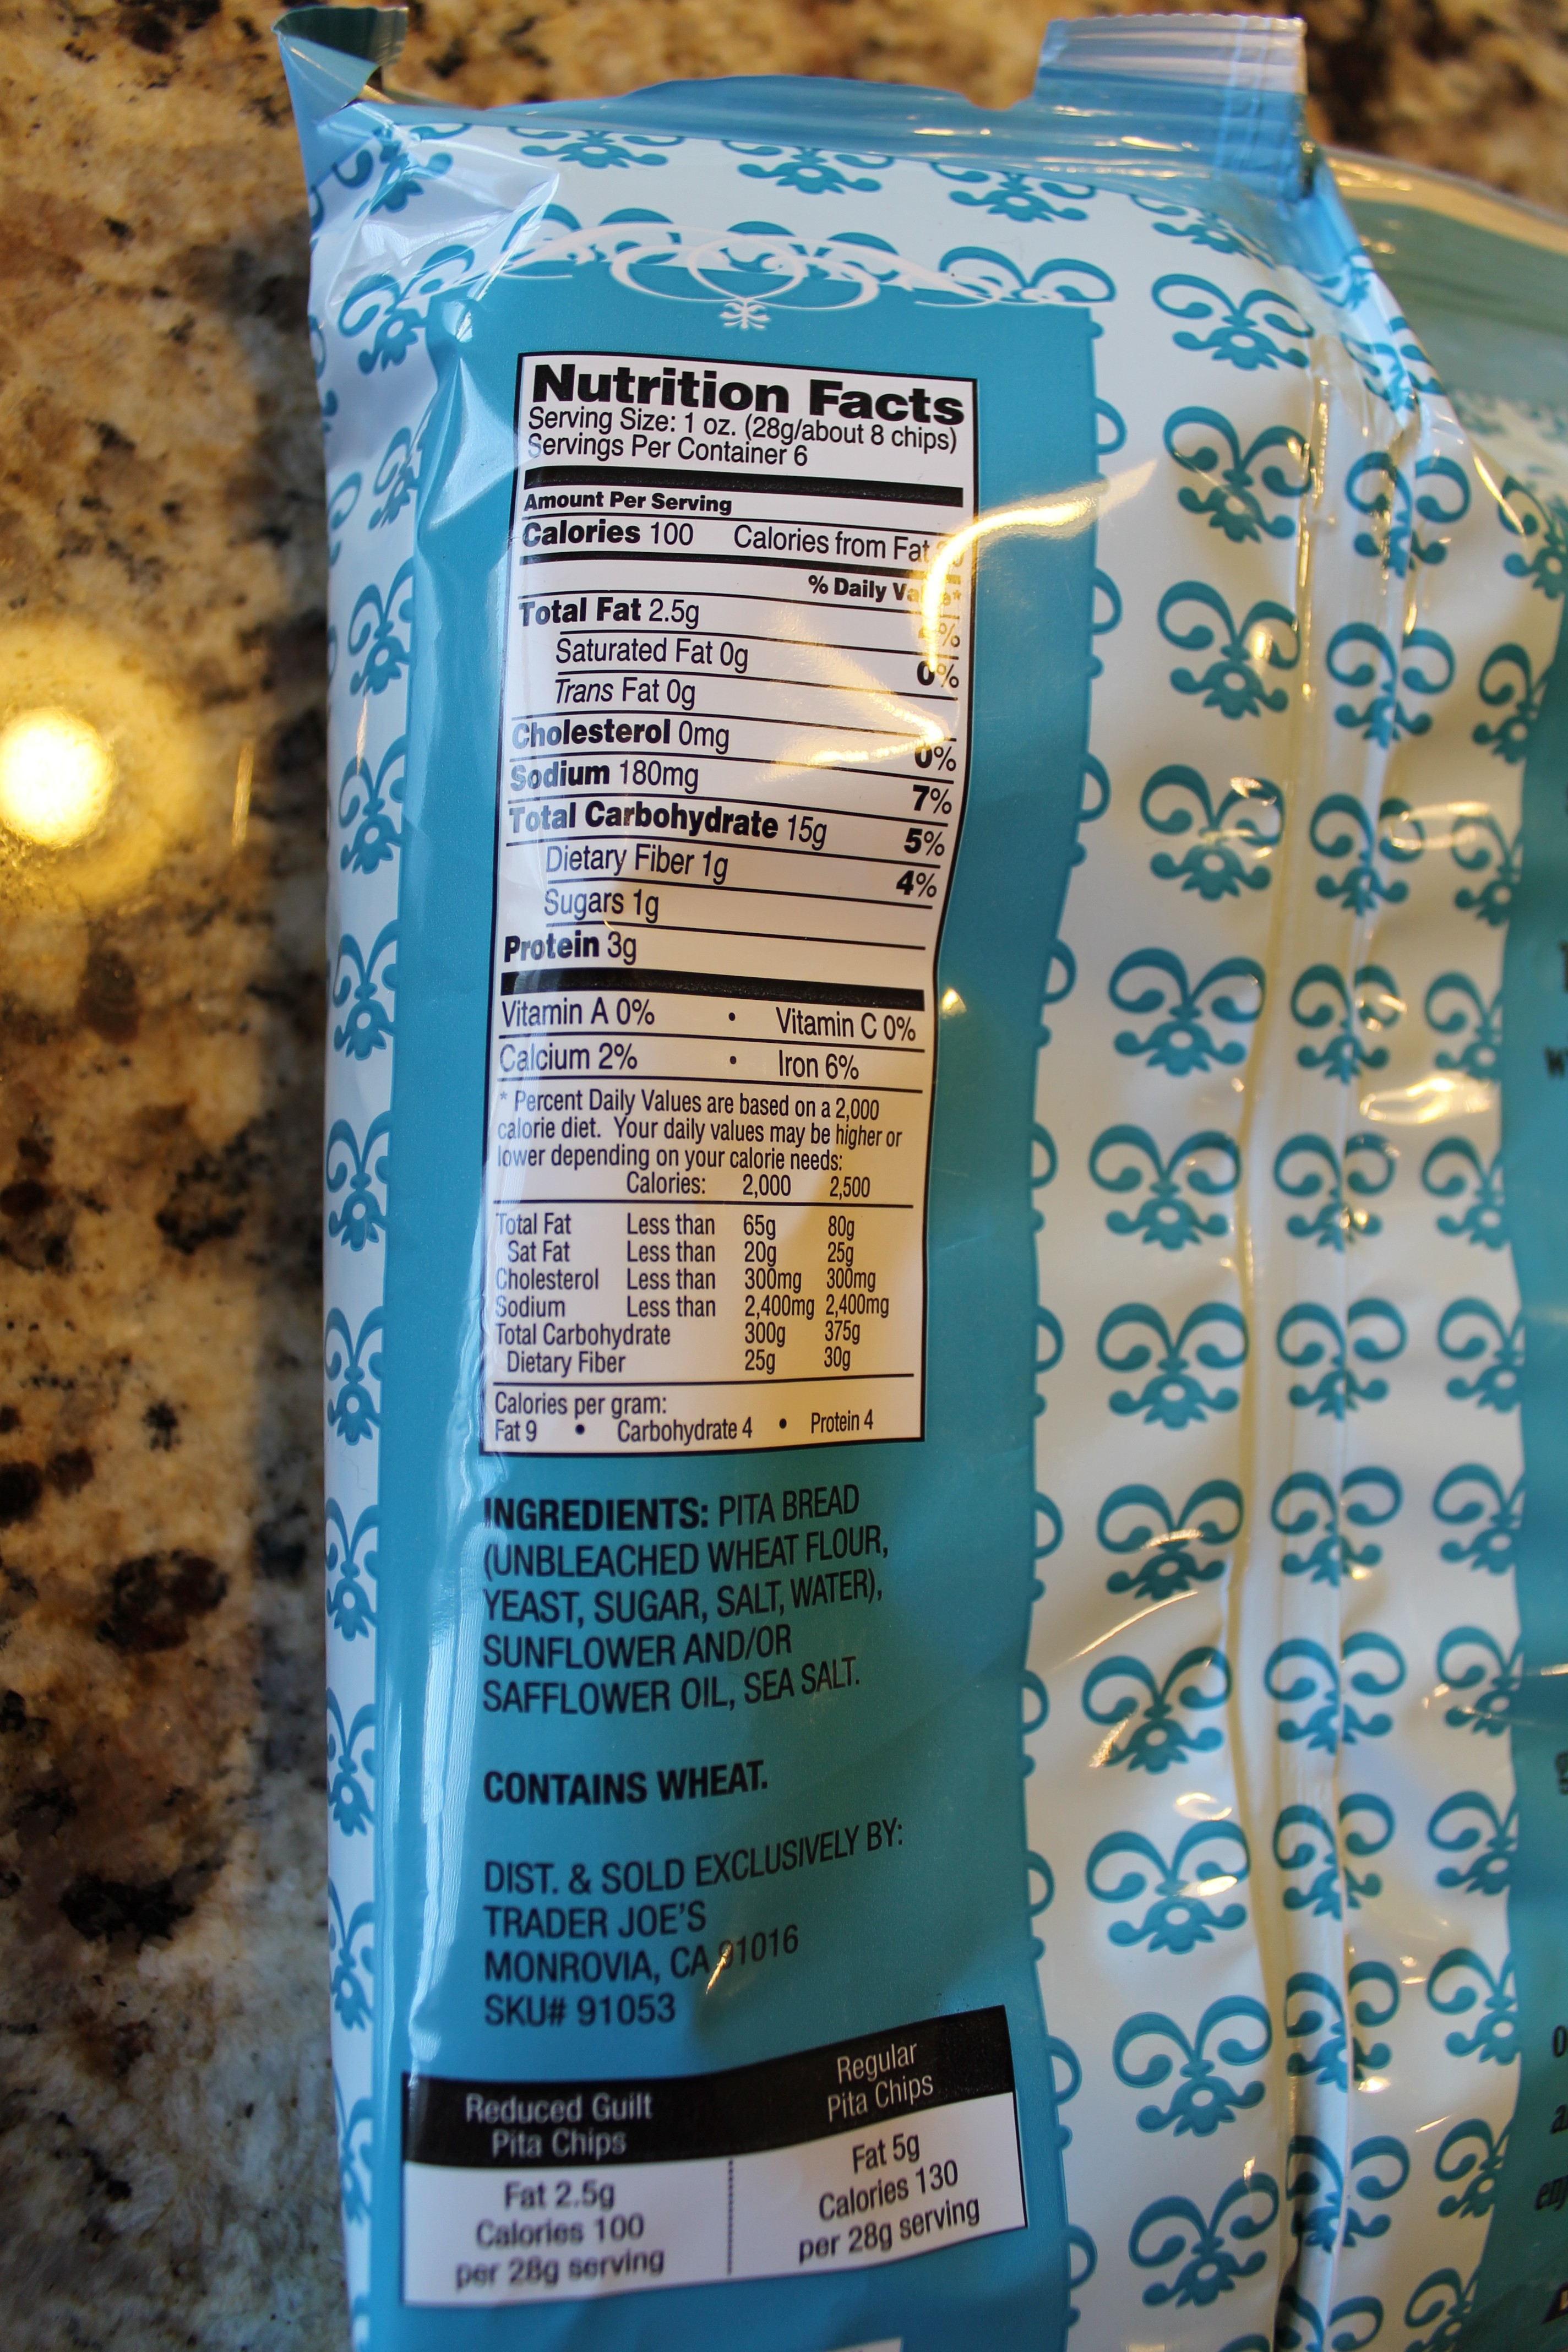 Nutrition Facts
Serving Size: 1 oz. (28g/about 8 chips)
Servings Per Container 6
Amount Per Serving
Calories 100 Calories from Fat
% Daily Value*
Total Fat 2.5g
Saturated Fat 0g 0%
Trans Fat 0g
Cholesterol 0mg 0%
Sodium 180mg 7%
Total Carbohydrate 15g 5%
Dietary Fiber 1g 4%
Sugars 1g
Protein 3g
Vitamin A 0% • Vitamin C 0%
Calcium 2% • Iron 6%
* Percent Daily Values are based on a 2,000
calorie diet. Your daily values may be higher or
lower depending on your calorie needs:
Calories: 2,000 2,500
Total Fat Less than 65g 80g
Sat Fat Less than 20g 25g
Cholesterol Less than 300mg 300mg
Sodium Less than 2,400mg 2,400mg
Total Carbohydrate 300g 375g
Dietary Fiber 25g 30g
Calories per gram:
Fat 9 • Carbohydrate 4 • Protein 4
INGREDIENTS: PITA BREAD
(UNBLEACHED WHEAT FLOUR,
YEAST, SUGAR, SALT, WATER),
SUNFLOWER AND/OR
SAFFLOWER OIL, SEA SALT.
CONTAINS WHEAT.
DIST. & SOLD EXCLUSIVELY BY:
TRADER JOE'S
MONROVIA, CA 91016
SKU# 91053
Reduced Guilt
Pita Chips
Fat 2.5g
Calories 100
per 28g serving
Regular
Pita Chips
Fat 5g
Calories 130
per 28g serving